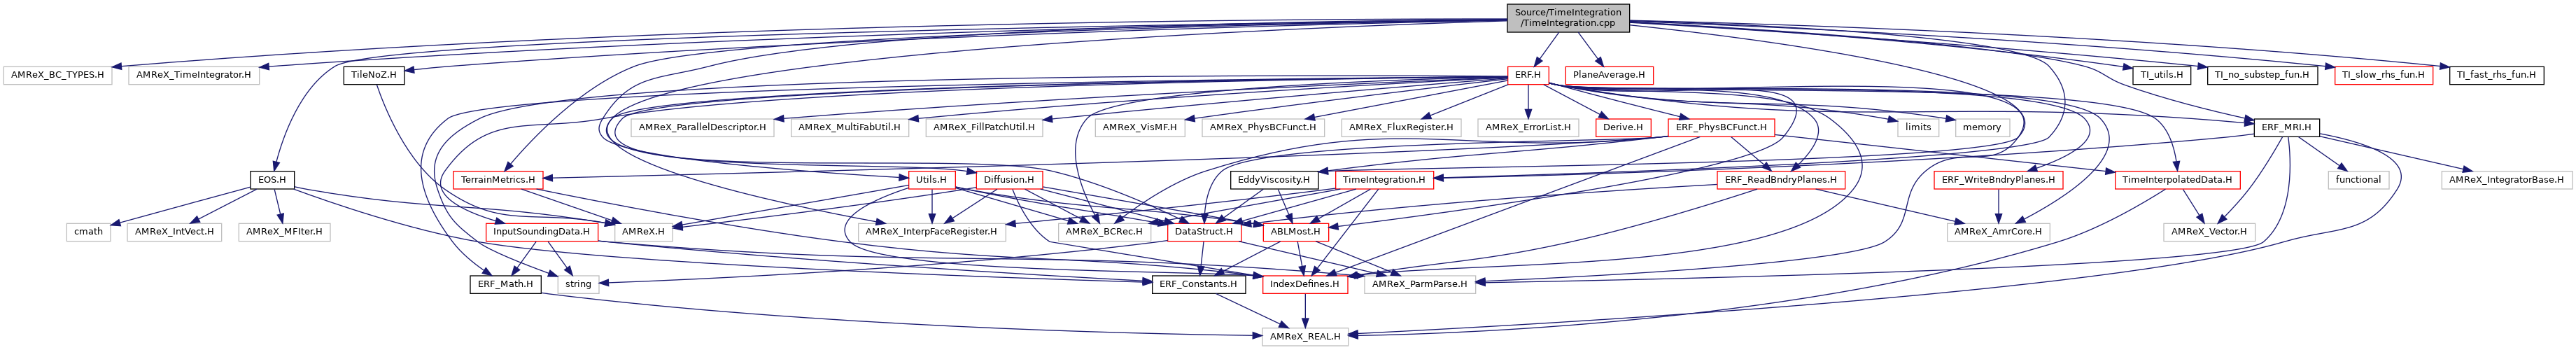 Source/TimeIntegration
/TimeIntegration.cpp
AMReX_BC_TYPES.H
AMReX_TimeIntegrator.H
TileNoZ.H
ERF.H
PlaneAverage.H
TI_utils.H
TI_no_substep_fun.H
TI_slow_rhs_fun.H
TI_fast_rhs_fun.H
AMReX_ParallelDescriptor.H
AMReX_MultiFabUtil.H
AMReX_FillPatchUtil.H
AMReX_VisMF.H
AMReX_PhysBCFunct.H
AMReX_FluxRegister.H
AMReX_ErrorList.H
Derive.H
ERF_PhysBCFunct.H
limits
memory
ERF_MRI.H
EOS.H
TerrainMetrics.H
Utils.H
Diffusion.H
EddyViscosity.H
TimeIntegration.H
ERF_ReadBndryPlanes.H
ERF_WriteBndryPlanes.H
TimeInterpolatedData.H
functional
AMReX_IntegratorBase.H
cmath
AMReX_IntVect.H
AMReX_MFIter.H
InputSoundingData.H
AMReX.H
AMReX_InterpFaceRegister.H
AMReX_BCRec.H
DataStruct.H
ABLMost.H
AMReX_AmrCore.H
AMReX_Vector.H
ERF_Math.H
string
ERF_Constants.H
IndexDefines.H
AMReX_ParmParse.H
AMReX_REAL.H